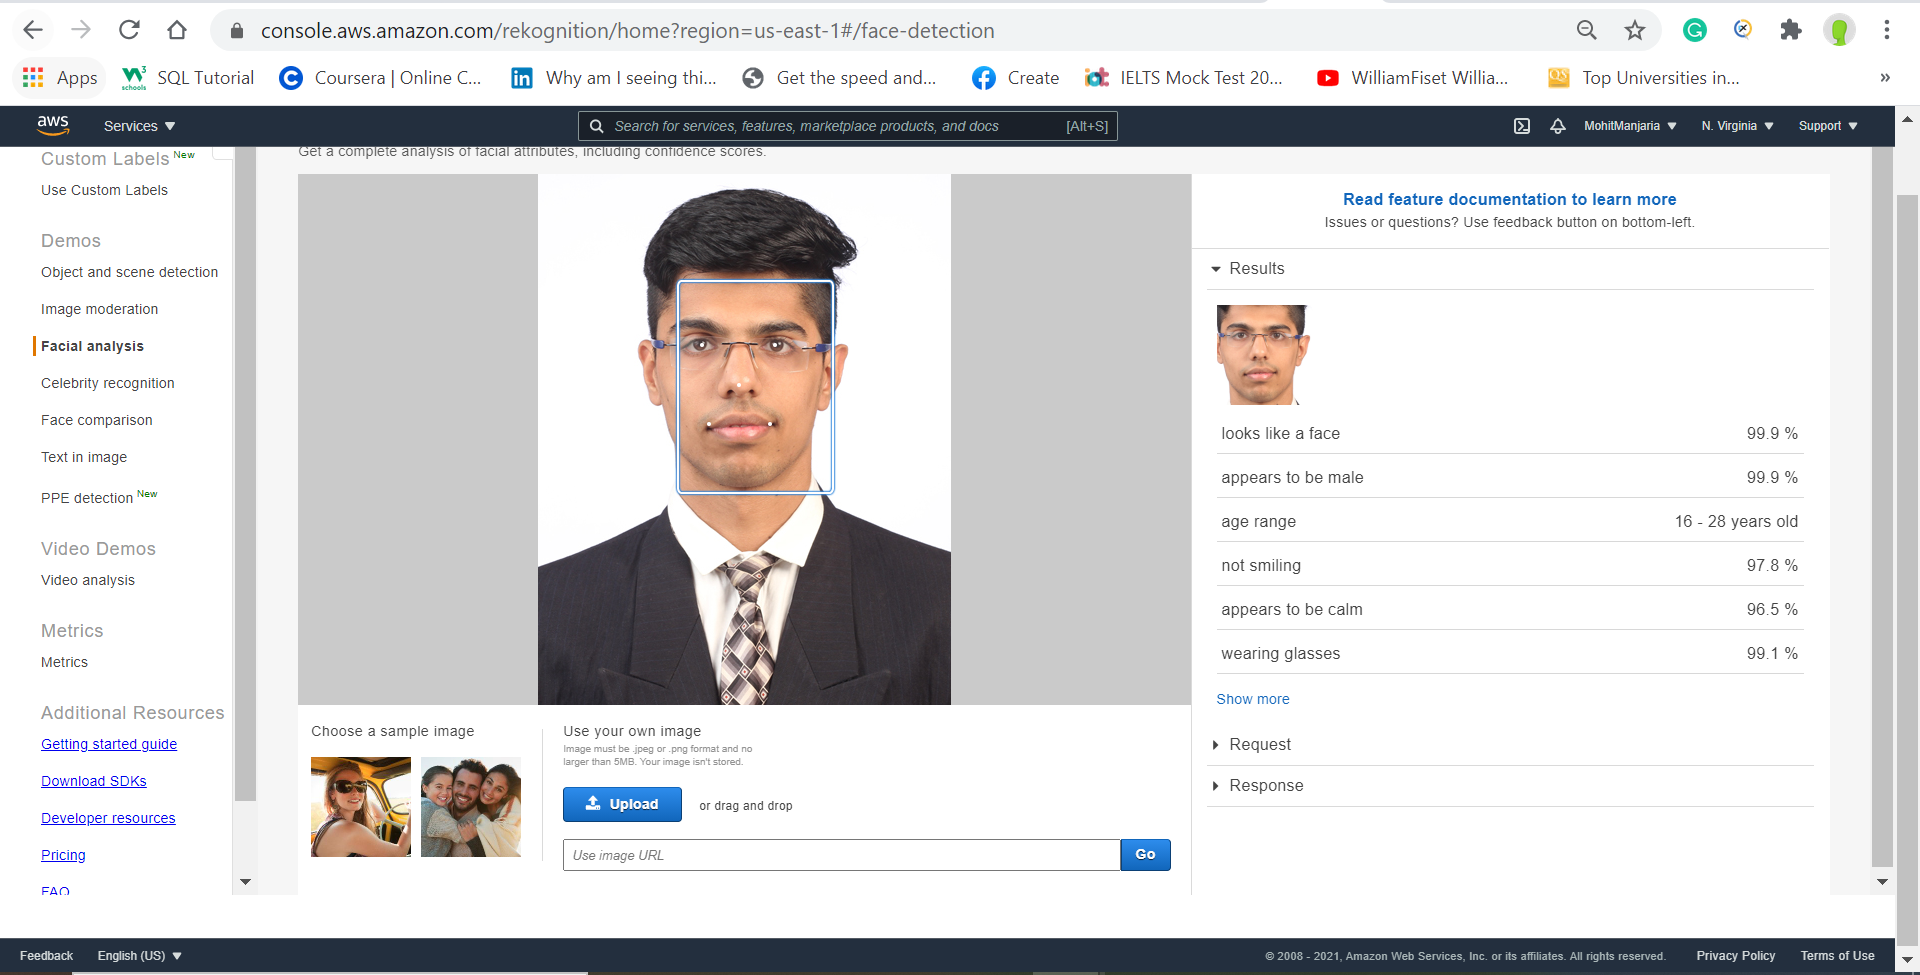 console.aws.amazon.com/rekognition/home?region=us-east-1#/face-detection
Apps
w3 schools
SQL Tutorial
Coursera | Online C...
Why am I seeing thi...
Get the speed and...
Create
IELTS Mock Test 20...
WilliamFiset Willia...
QS
Top Universities in...
»
aws
Services
Search for services, features, marketplace products, and docs
[Alt+S]
MohitManjaria
N. Virginia
Support
Custom Labels New
Use Custom Labels
Demos
Object and scene detection
Image moderation
Facial analysis
Celebrity recognition
Face comparison
Text in image
PPE detection New
Video Demos
Video analysis
Metrics
Metrics
Additional Resources
Getting started guide
Download SDKs
Developer resources
Pricing
FAQ
Get a complete analysis of facial attributes, including confidence scores.
Choose a sample image
Use your own image
Image must be .jpeg or .png format and no
larger than 5MB. Your image isn't stored.
Upload
or drag and drop
Use image URL
Go
Read feature documentation to learn more
Issues or questions? Use feedback button on bottom-left.
Results
looks like a face 99.9 %
appears to be male 99.9 %
age range 16 - 28 years old
not smiling 97.8 %
appears to be calm 96.5 %
wearing glasses 99.1 %
Show more
Request
Response
Feedback
English (US)
© 2008 - 2021, Amazon Web Services, Inc. or its affiliates. All rights reserved.
Privacy Policy
Terms of Use